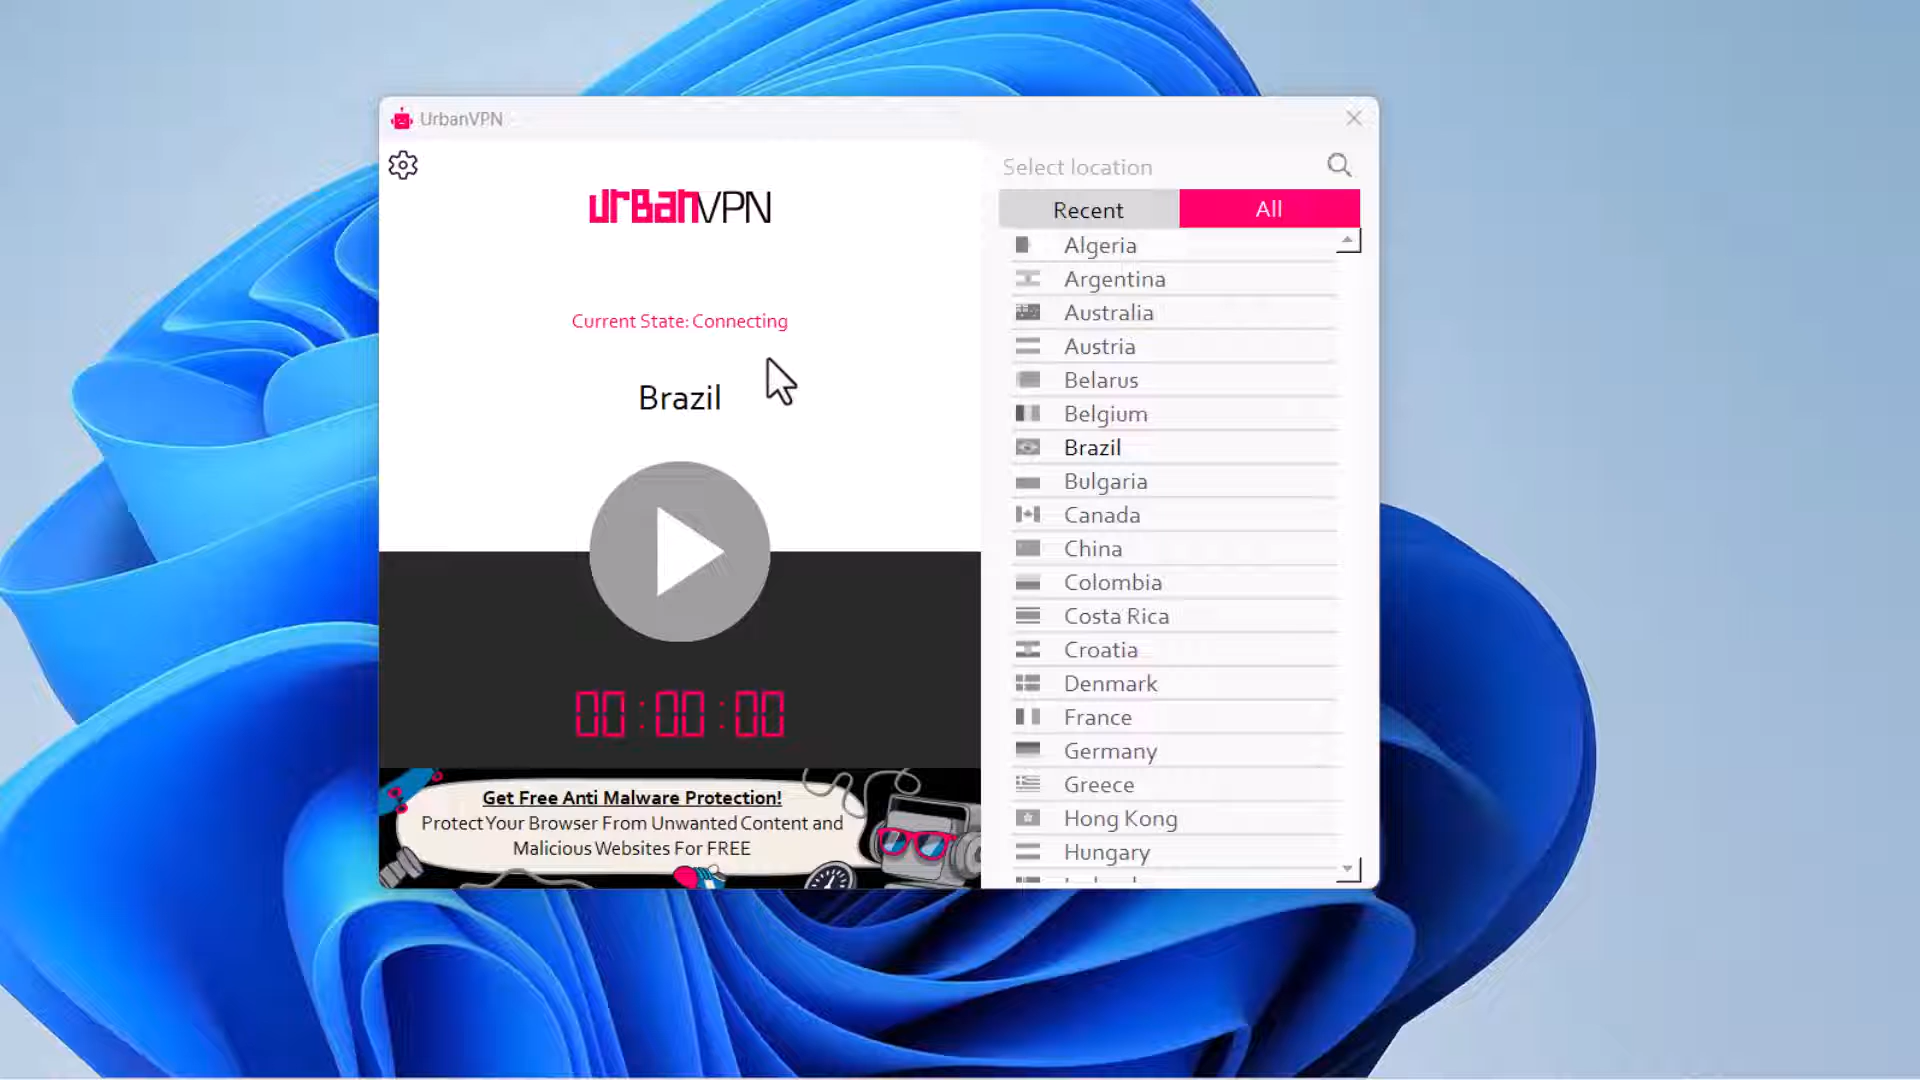 UrbanVPN
urBanVPN
Current State: Connecting
Brazil
00:00:00
Get Free Anti Malware Protection!
Protect Your Browser From Unwanted Content and
Malicious Websites For FREE
Select location
Recent
All
Algeria
Argentina
Australia
Austria
Belarus
Belgium
Brazil
Bulgaria
Canada
China
Colombia
Costa Rica
Croatia
Denmark
France
Germany
Greece
Hong Kong
Hungary